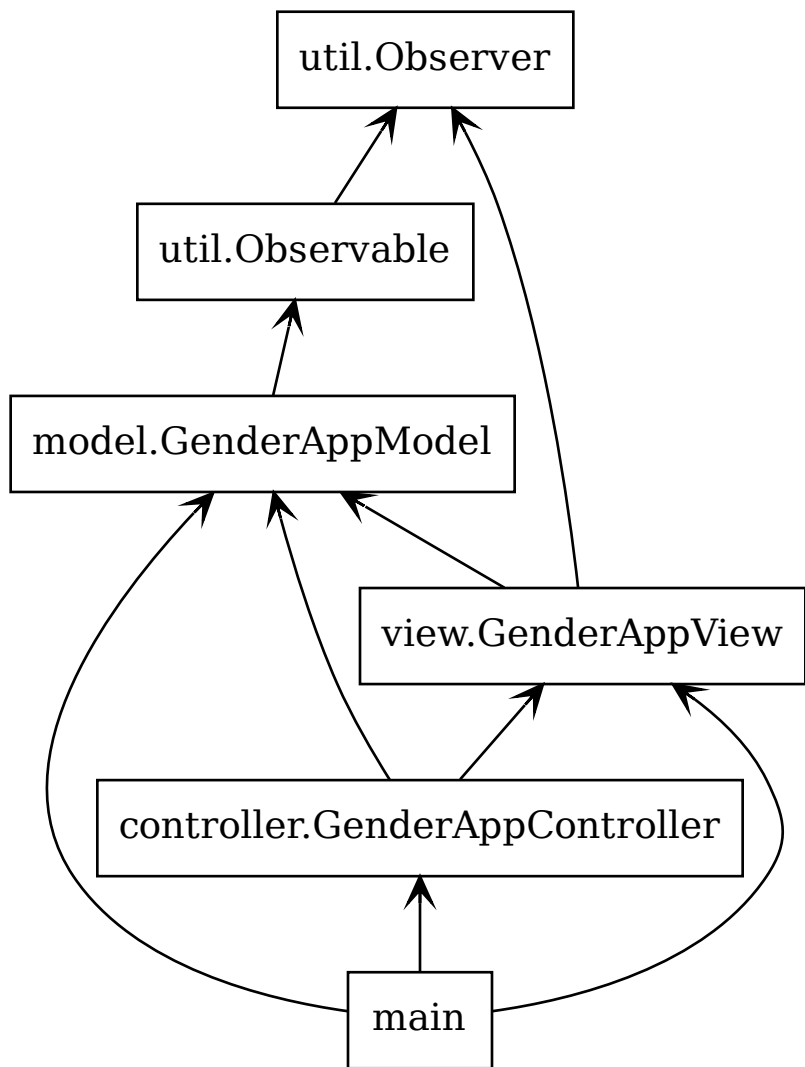 util.Observer
util.Observable
model.GenderAppModel
view.GenderAppView
controller.GenderAppController
main